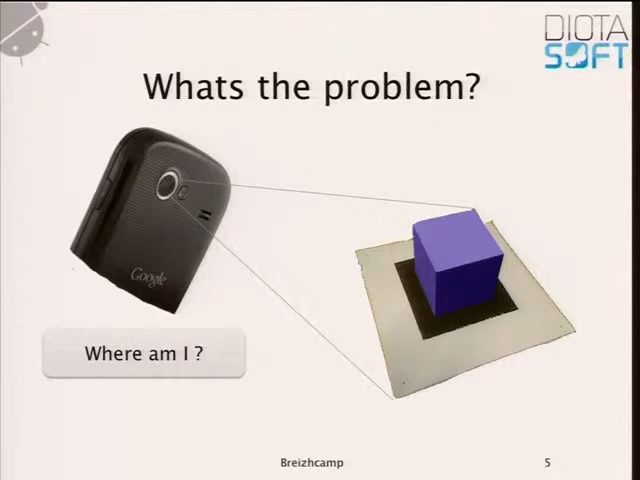 DIOTA
SOFT
Whats the problem?
Google
Where am I ?
Breizhcamp
5